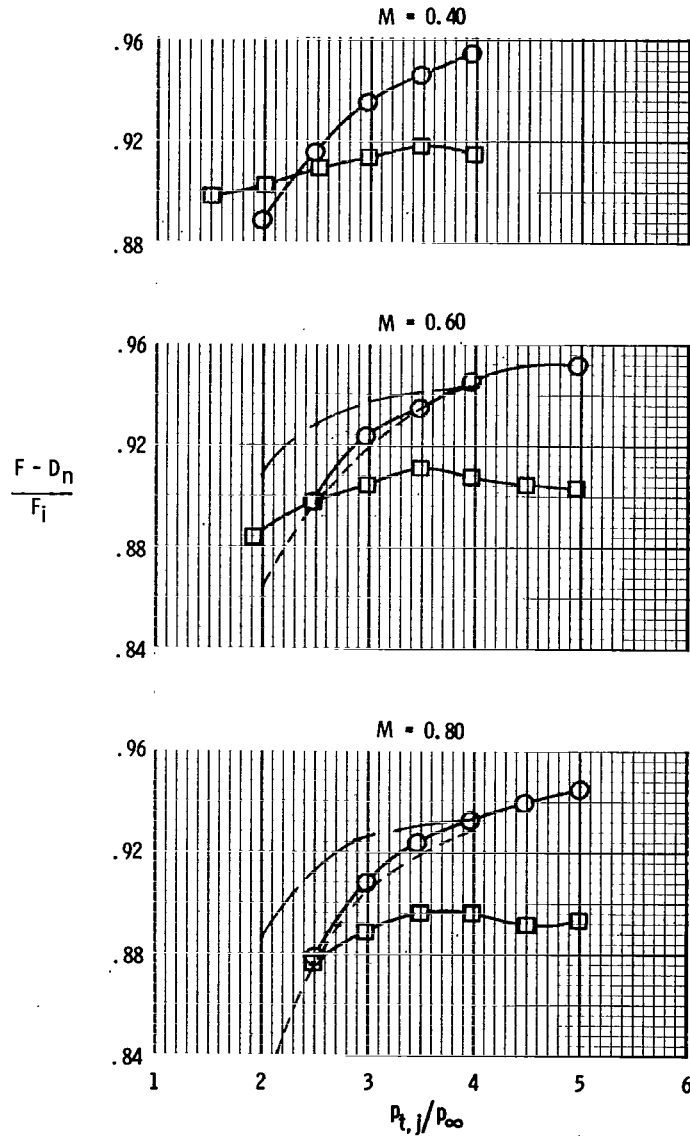 M = 0.40
.96
.92
.88
M = 0.60
.96
.92
.88
.84
F - Dn
Fi
M = 0.80
.96
.92
.88
.84
1 2 3 4 5 6
pt,j/p∞